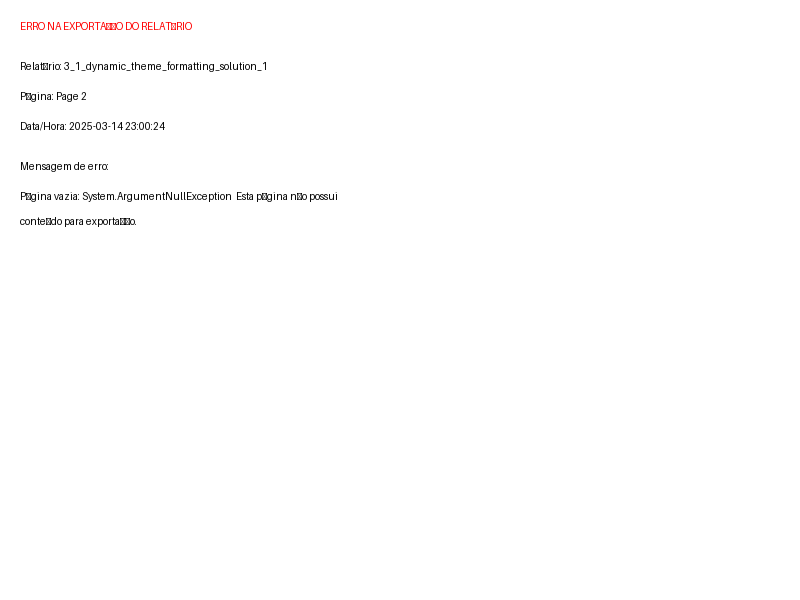 ERRO NA EXPORTA□□O DO RELAT□RIO
Relat□rio: 3_1_dynamic_theme_formatting_solution_1
P□gina: Page 2
Data/Hora: 2025-03-14 23:00:24
Mensagem de erro:
P□gina vazia: System.ArgumentNullException Esta p□gina n□o possui
conte□do para exporta□□o.